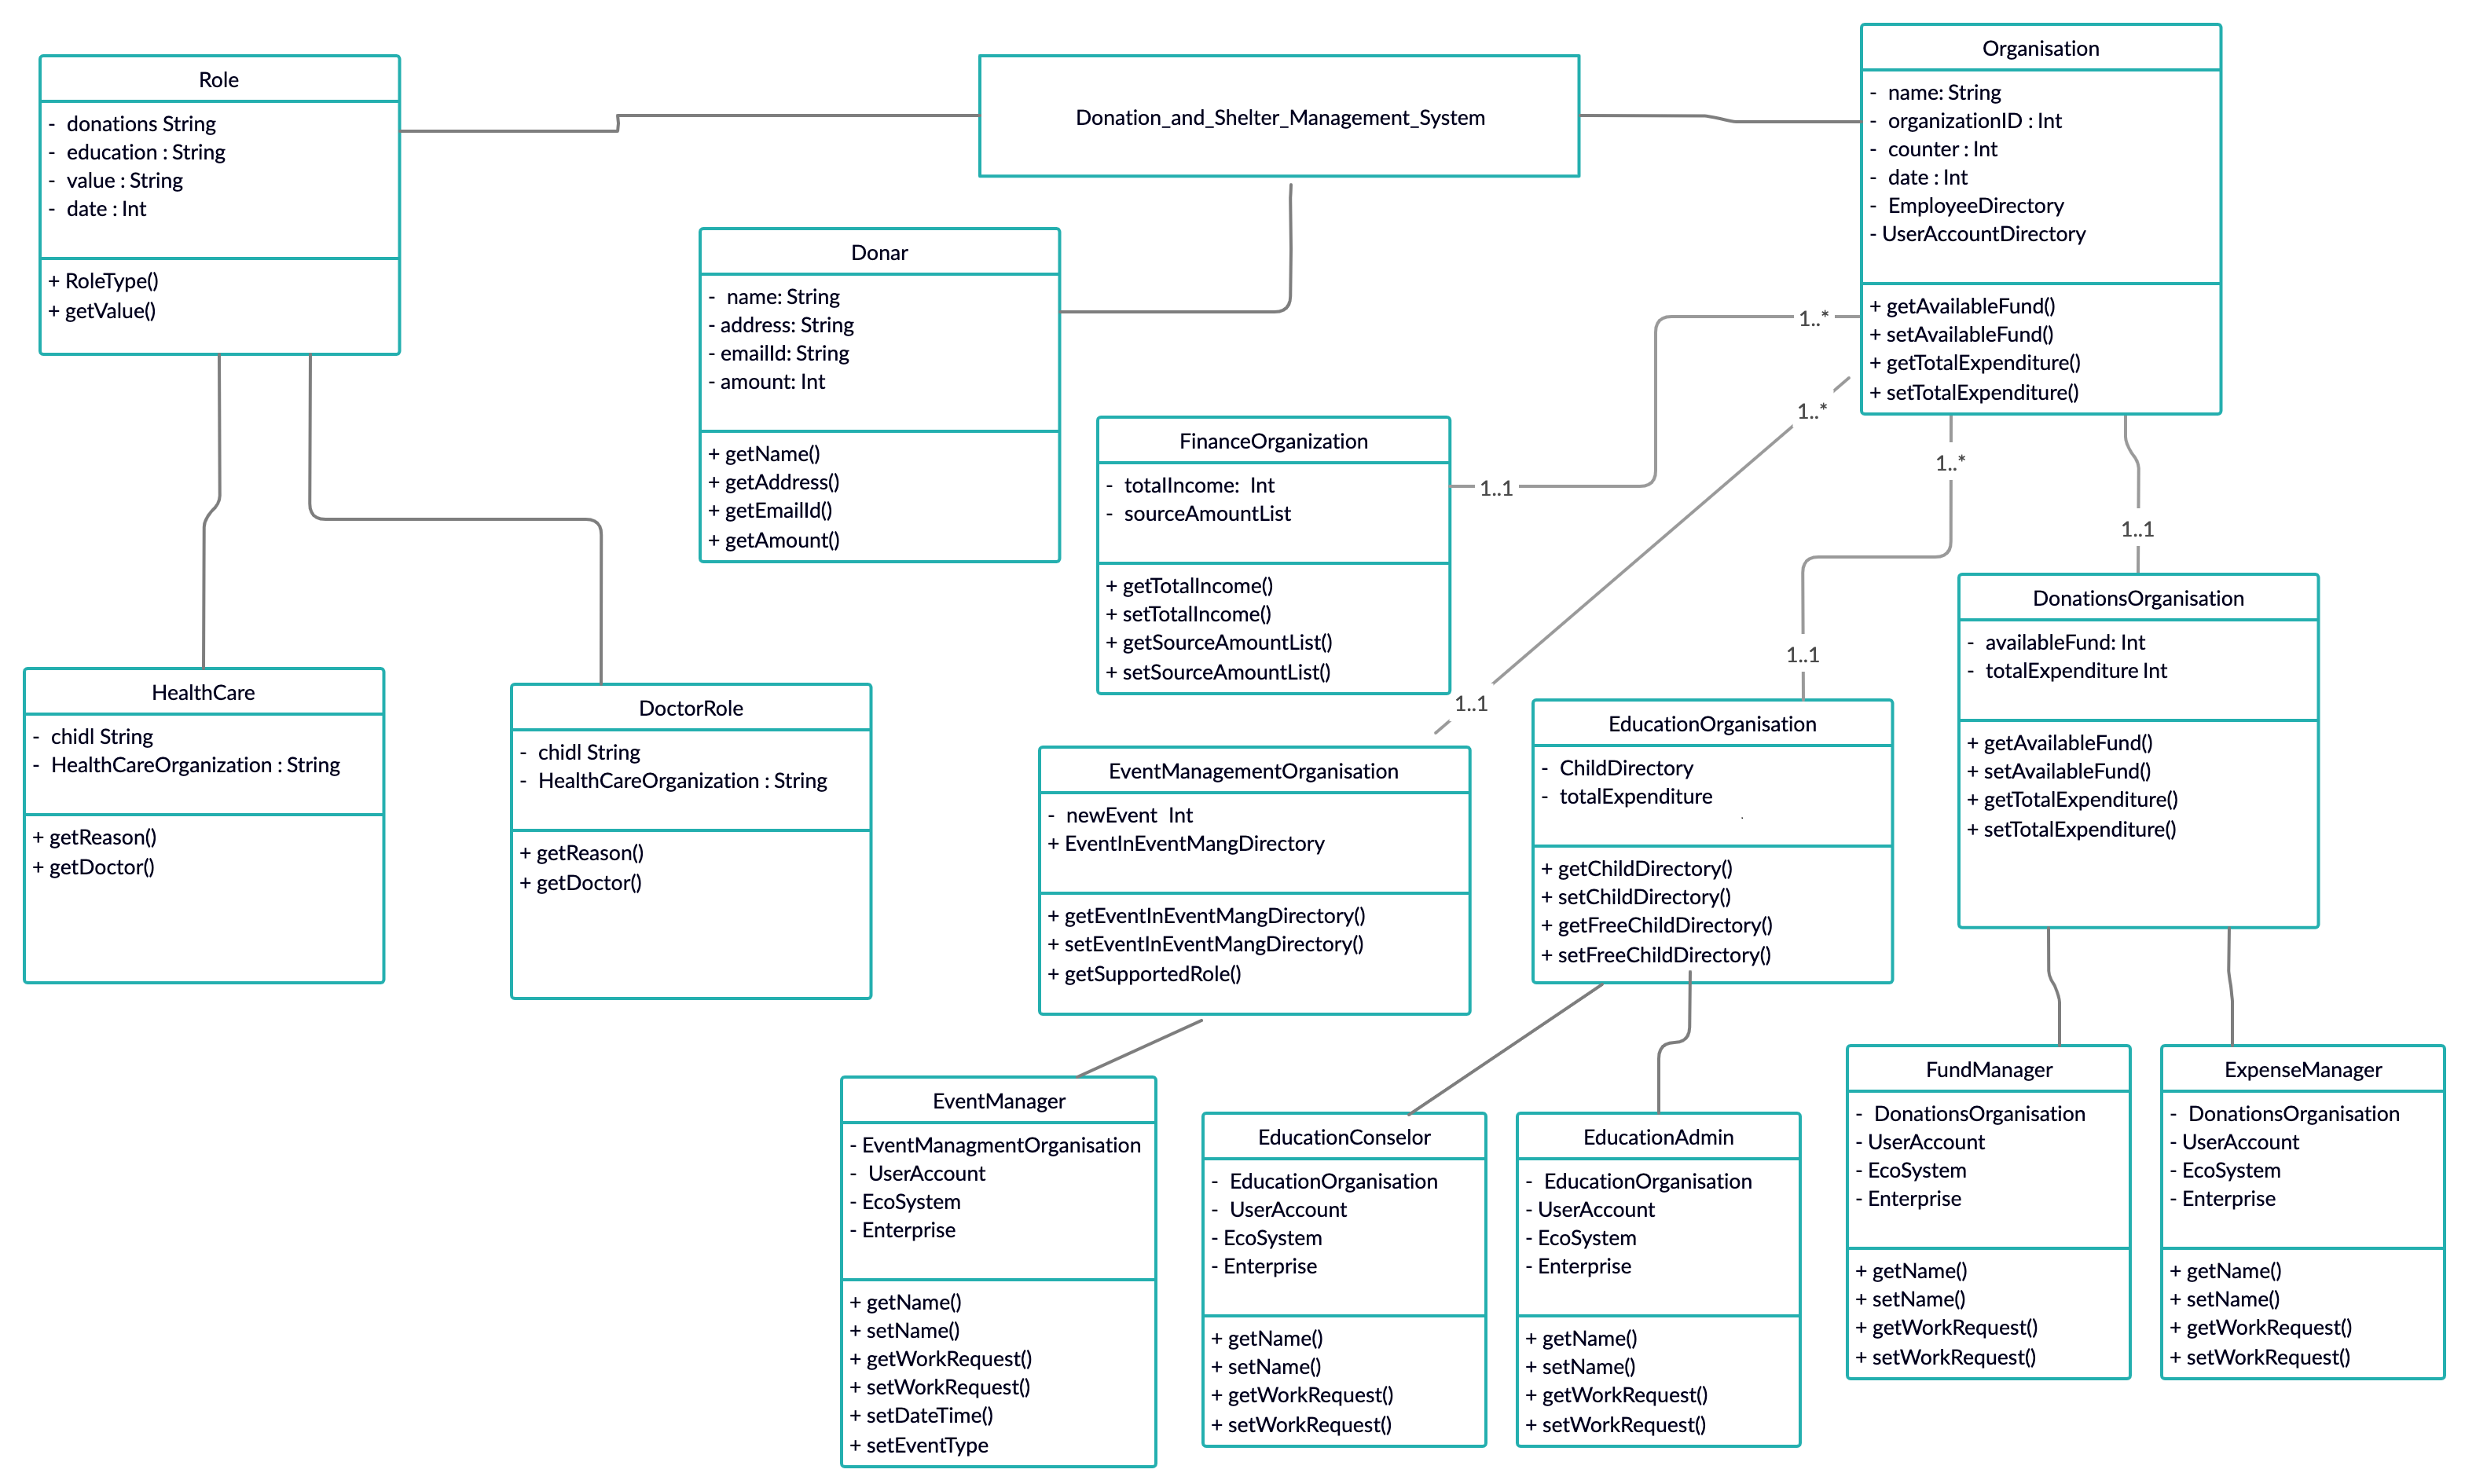 Role
- donations String
- education : String
- value : String
- date : Int
+ RoleType()
+ getValue()
Donation_and_Shelter_Management_System
Organisation
- name: String
- organizationID : Int
- counter : Int
- date : Int
- EmployeeDirectory
- UserAccountDirectory
+ getAvailableFund()
+ setAvailableFund()
+ getTotalExpenditure()
+ setTotalExpenditure()
Donar
- name: String
- address: String
- emailId: String
- amount: Int
+ getName()
+ getAddress()
+ getEmailId()
+ getAmount()
1..*
1..*
1..*
1..1
1..1
1..1
1..1
FinanceOrganization
- totalIncome: Int
- sourceAmountList
+ getTotalIncome()
+ setTotalIncome()
+ getSourceAmountList()
+ setSourceAmountList()
DonationsOrganisation
- availableFund: Int
- totalExpenditure Int
+ getAvailableFund()
+ setAvailableFund()
+ getTotalExpenditure()
+ setTotalExpenditure()
HealthCare
- chidl String
- HealthCareOrganization : String
+ getReason()
+ getDoctor()
DoctorRole
- chidl String
- HealthCareOrganization : String
+ getReason()
+ getDoctor()
EventManagementOrganisation
- newEvent Int
+ EventInEventMangDirectory
+ getEventInEventMangDirectory()
+ setEventInEventMangDirectory()
+ getSupportedRole()
EducationOrganisation
- ChildDirectory
- totalExpenditure
.
+ getChildDirectory()
+ setChildDirectory()
+ getFreeChildDirectory()
+ setFreeChildDirectory()
EventManager
- EventManagmentOrganisation
- UserAccount
- EcoSystem
- Enterprise
+ getName()
+ setName()
+ getWorkRequest()
+ setWorkRequest()
+ setDateTime()
+ setEventType
EducationConselor
- EducationOrganisation
- UserAccount
- EcoSystem
- Enterprise
+ getName()
+ setName()
+ getWorkRequest()
+ setWorkRequest()
EducationAdmin
- EducationOrganisation
- UserAccount
- EcoSystem
- Enterprise
+ getName()
+ setName()
+ getWorkRequest()
+ setWorkRequest()
FundManager
- DonationsOrganisation
- UserAccount
- EcoSystem
- Enterprise
+ getName()
+ setName()
+ getWorkRequest()
+ setWorkRequest()
ExpenseManager
- DonationsOrganisation
- UserAccount
- EcoSystem
- Enterprise
+ getName()
+ setName()
+ getWorkRequest()
+ setWorkRequest()